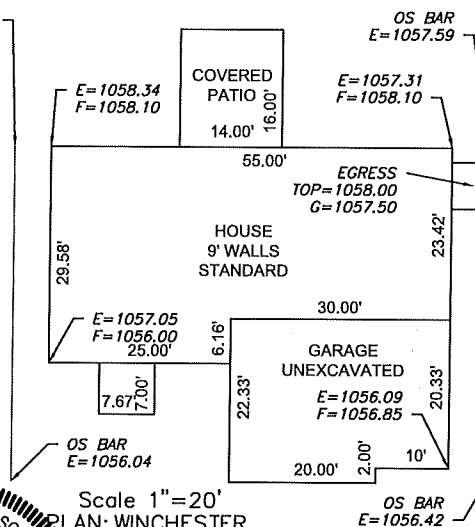 OS BAR
E=1057.59
COVERED
PATIO
16.00'
14.00'
E=1058.34
F=1058.10
E=1057.31
F=1058.10
55.00'
EGRESS
TOP=1058.00
G=1057.50
23.42'
HOUSE
9' WALLS
STANDARD
29.58'
30.00'
E=1057.05
F=1056.00
25.00'
6.16'
GARAGE
UNEXCAVATED
22.33'
20.33'
E=1056.09
F=1056.85
7.67'
7.00'
2.00'
10'
20.00'
OS BAR
E=1056.04
OS BAR
E=1056.42
Scale 1"=20'
PLAN: WINCHESTER